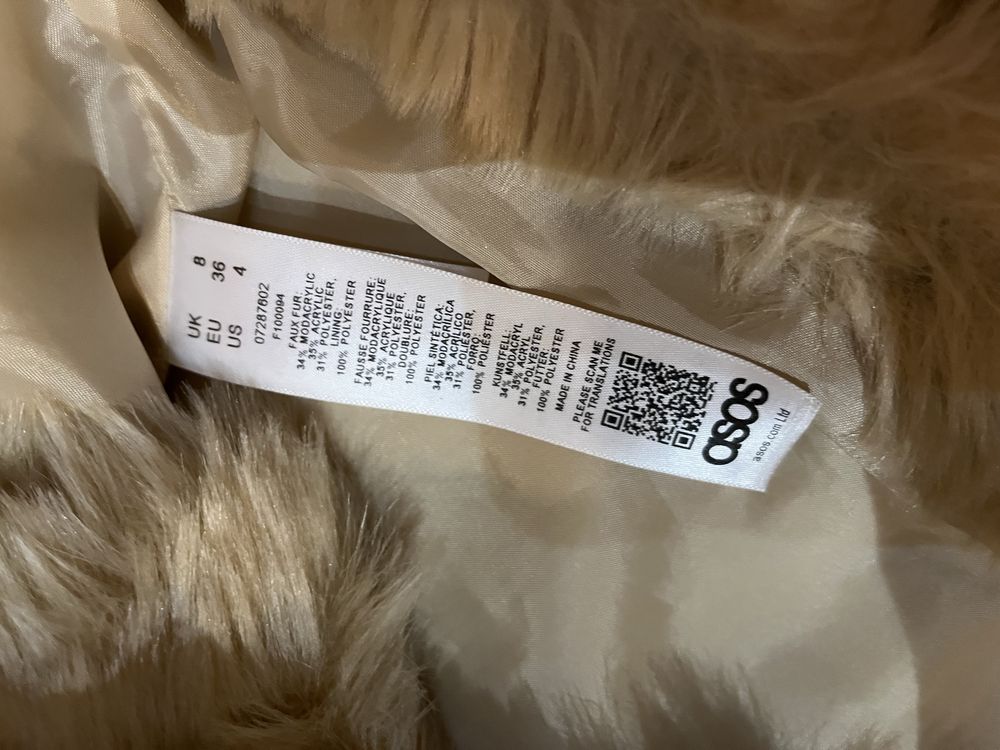 UK 8
EU 36
US 4
07287602
F100094
FAUX FUR:
34% MODACRYLIC
35% ACRYLIC
31% POLYESTER,
LINING:
100% POLYESTER
FAUSSE FOURRURE:
34% MODACRYLIQUE
35% ACRYLIQUE
31% POLYESTER,
DOUBLURE:
100% POLYESTER
PIEL SINTÉTICA:
34% MODACRÍLICA
35% ACRÍLICO
31% POLIÉSTER,
FORRO:
100% POLIÉSTER
KUNSTFELL:
34% MODACRYL
35% ACRYL
31% POLYESTER,
FUTTER:
100% POLYESTER
MADE IN CHINA
PLEASE SCAN ME
FOR TRANSLATIONS
asos
asos.com Ltd